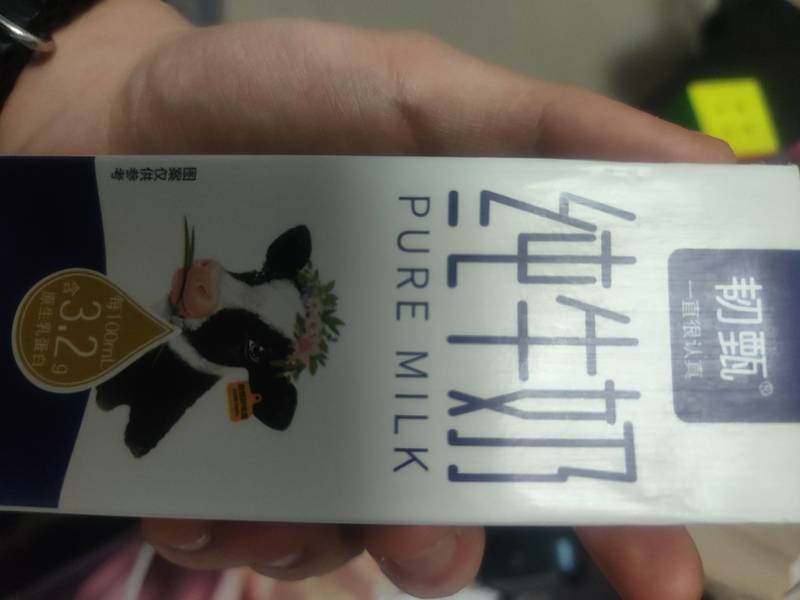 韧甄®
一直很认真
纯牛奶
PURE MILK
每100mL
含3.2g
原生乳蛋白
图案仅供参考